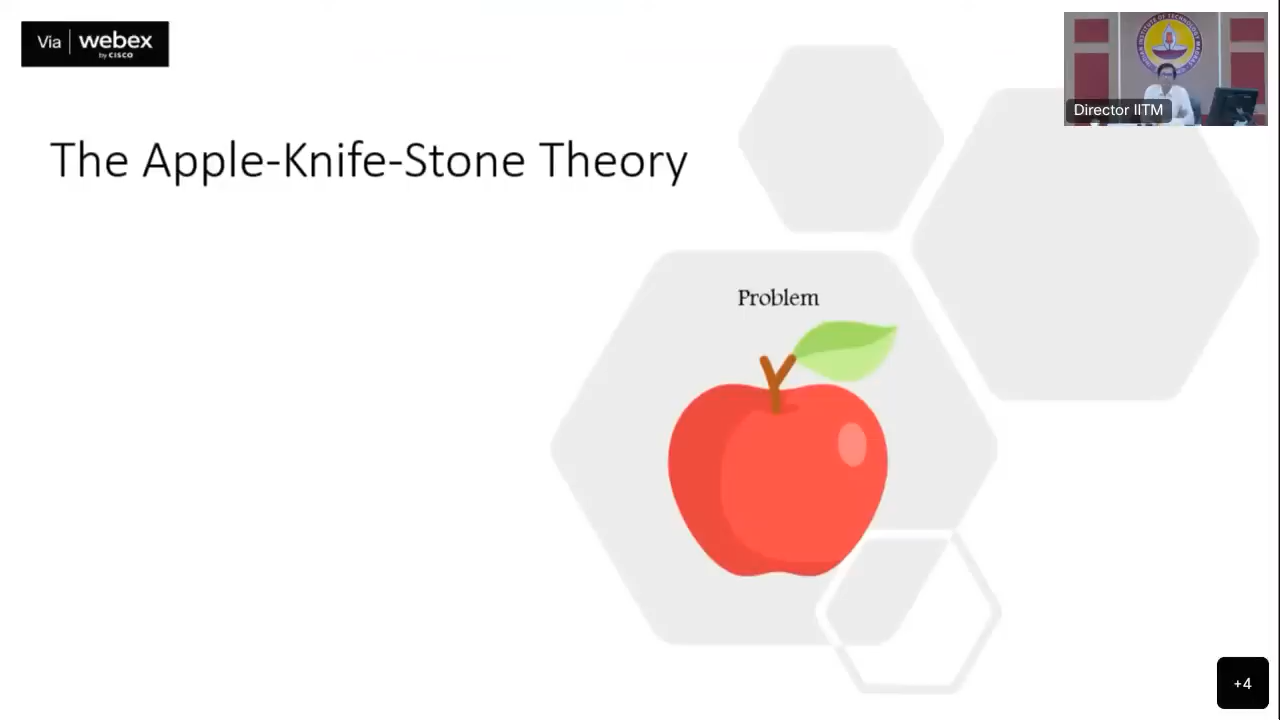 Via webex
by CISCO
Director IITM
The Apple-Knife-Stone Theory
Problem
+4